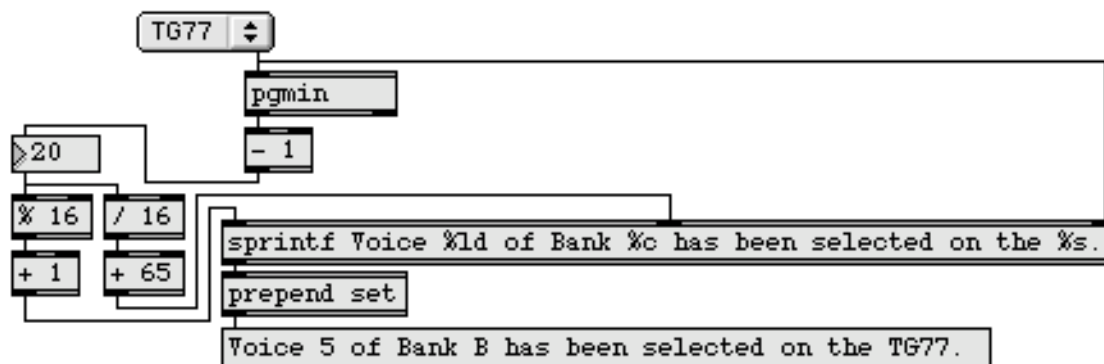 TG77
pgmin
20
- 1
% 16
/ 16
sprintf Voice %ld of Bank %c has been selected on the %s.
+ 1
+ 65
prepend set
Voice 5 of Bank B has been selected on the TG77.